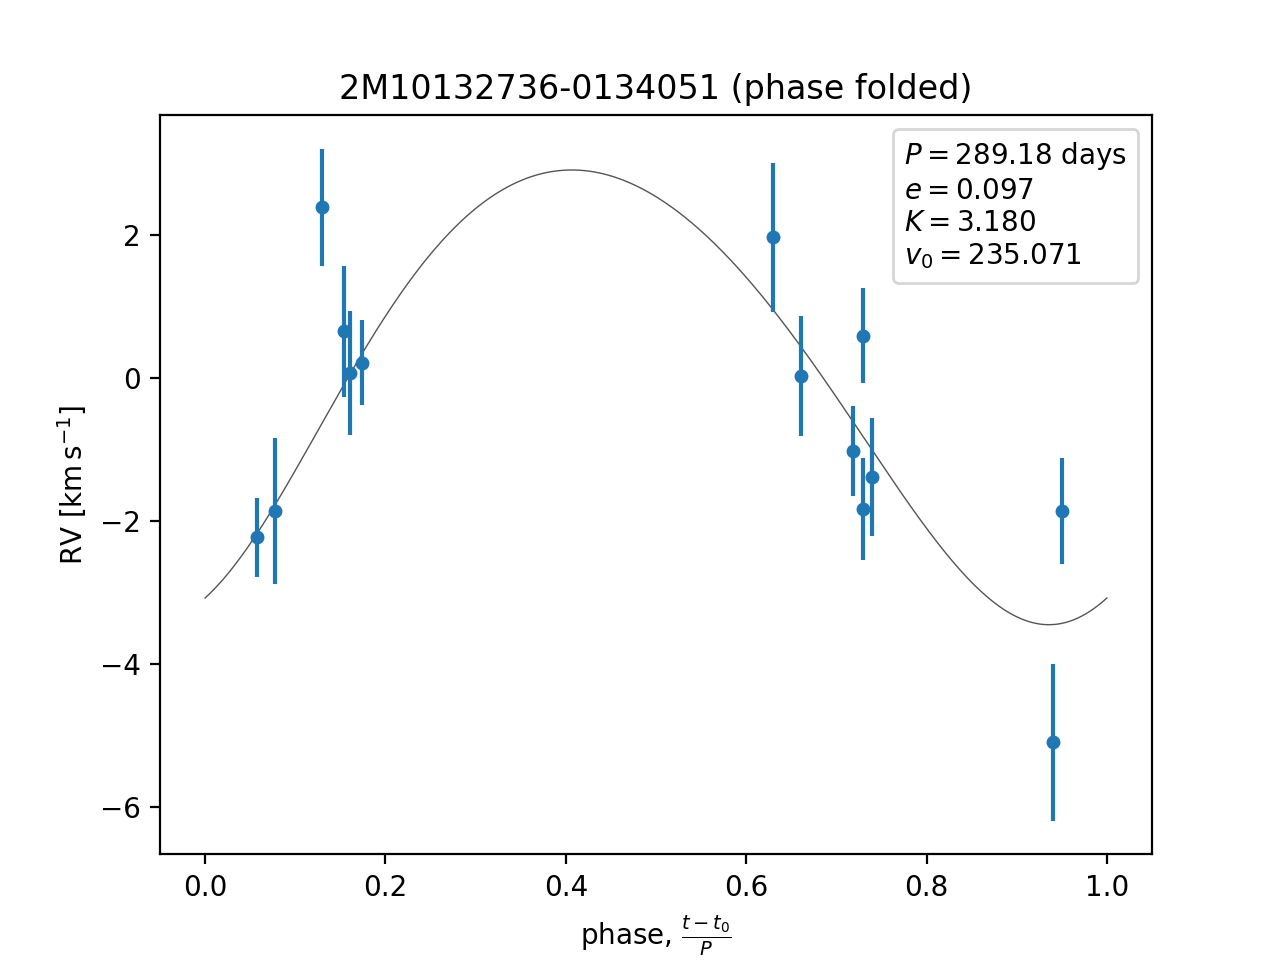 2M10132736-0134051 (phase folded)
P = 289.18 days
e = 0.097
K = 3.180
v₀ = 235.071
RV [km s⁻¹]
2
0
−2
−4
−6
0.0 0.2 0.4 0.6 0.8 1.0
phase, (t − t₀)/P